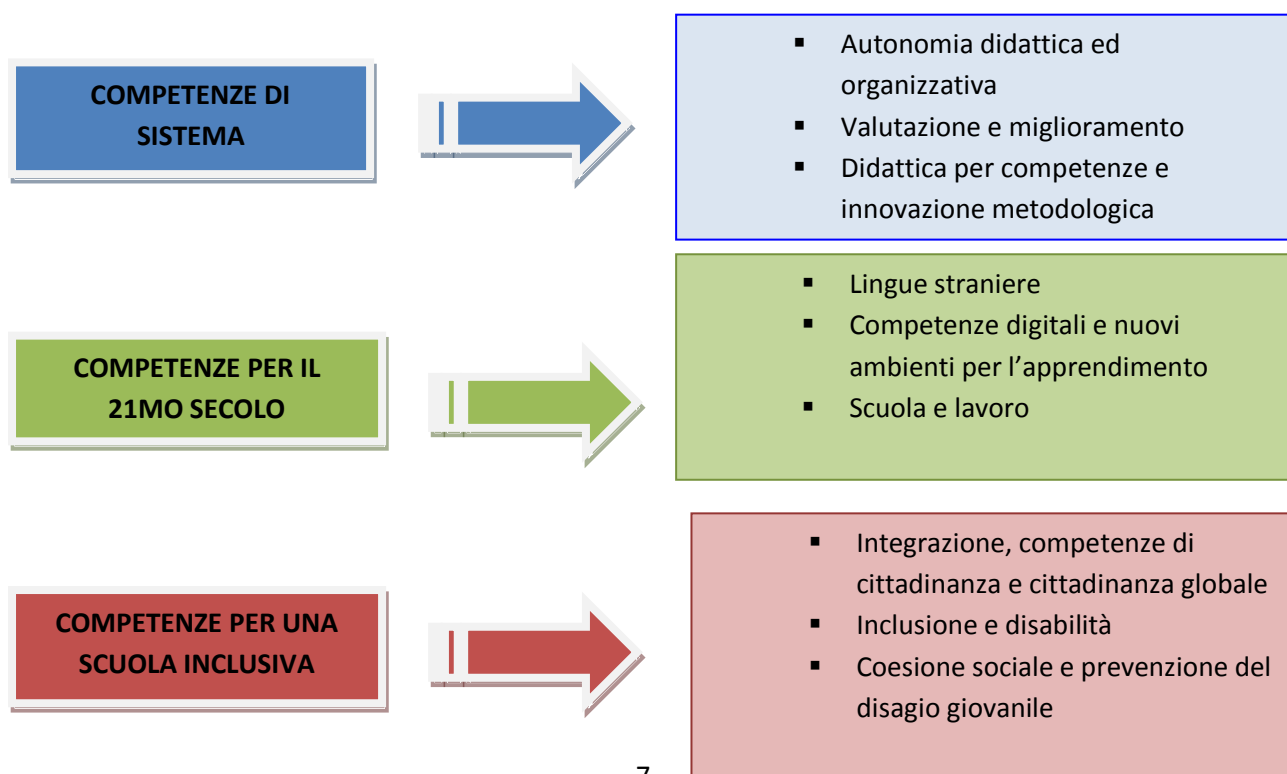 COMPETENZE DI
SISTEMA
▪ Autonomia didattica ed
organizzativa
▪ Valutazione e miglioramento
▪ Didattica per competenze e
innovazione metodologica
COMPETENZE PER IL
21MO SECOLO
▪ Lingue straniere
▪ Competenze digitali e nuovi
ambienti per l’apprendimento
▪ Scuola e lavoro
COMPETENZE PER UNA
SCUOLA INCLUSIVA
▪ Integrazione, competenze di
cittadinanza e cittadinanza globale
▪ Inclusione e disabilità
▪ Coesione sociale e prevenzione del
disagio giovanile
7